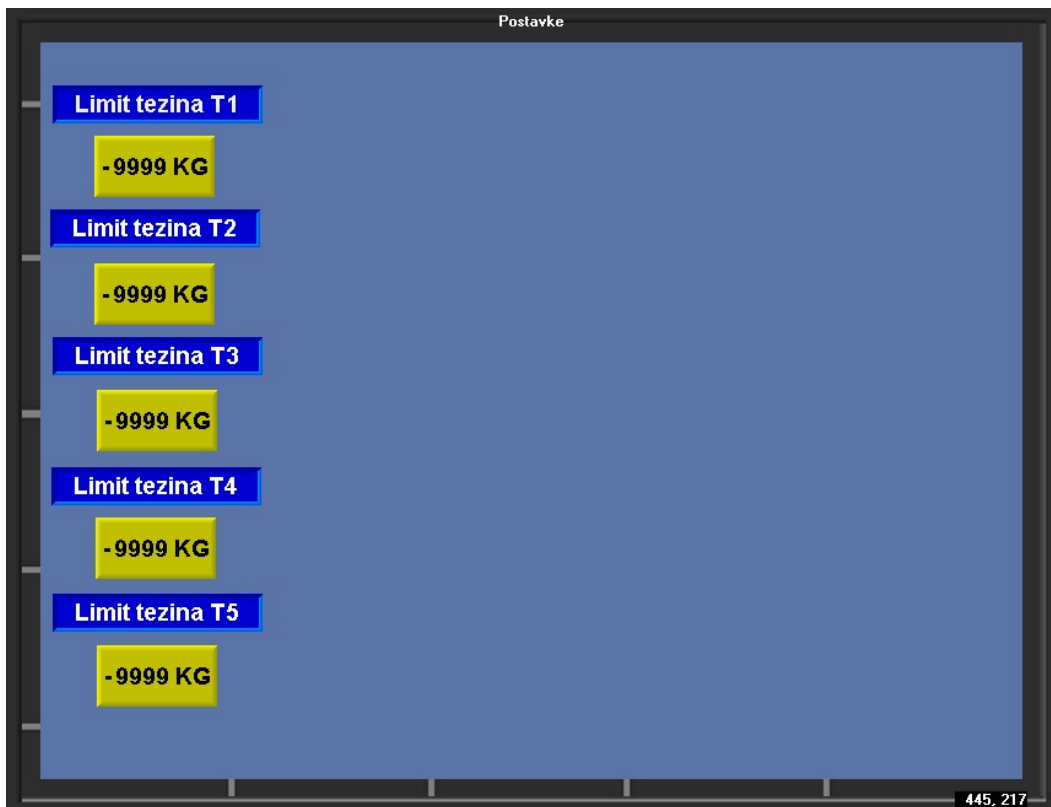 Postavke
Limit tezina T1
-9999 KG
Limit tezina T2
-9999 KG
Limit tezina T3
-9999 KG
Limit tezina T4
-9999 KG
Limit tezina T5
-9999 KG
445, 217